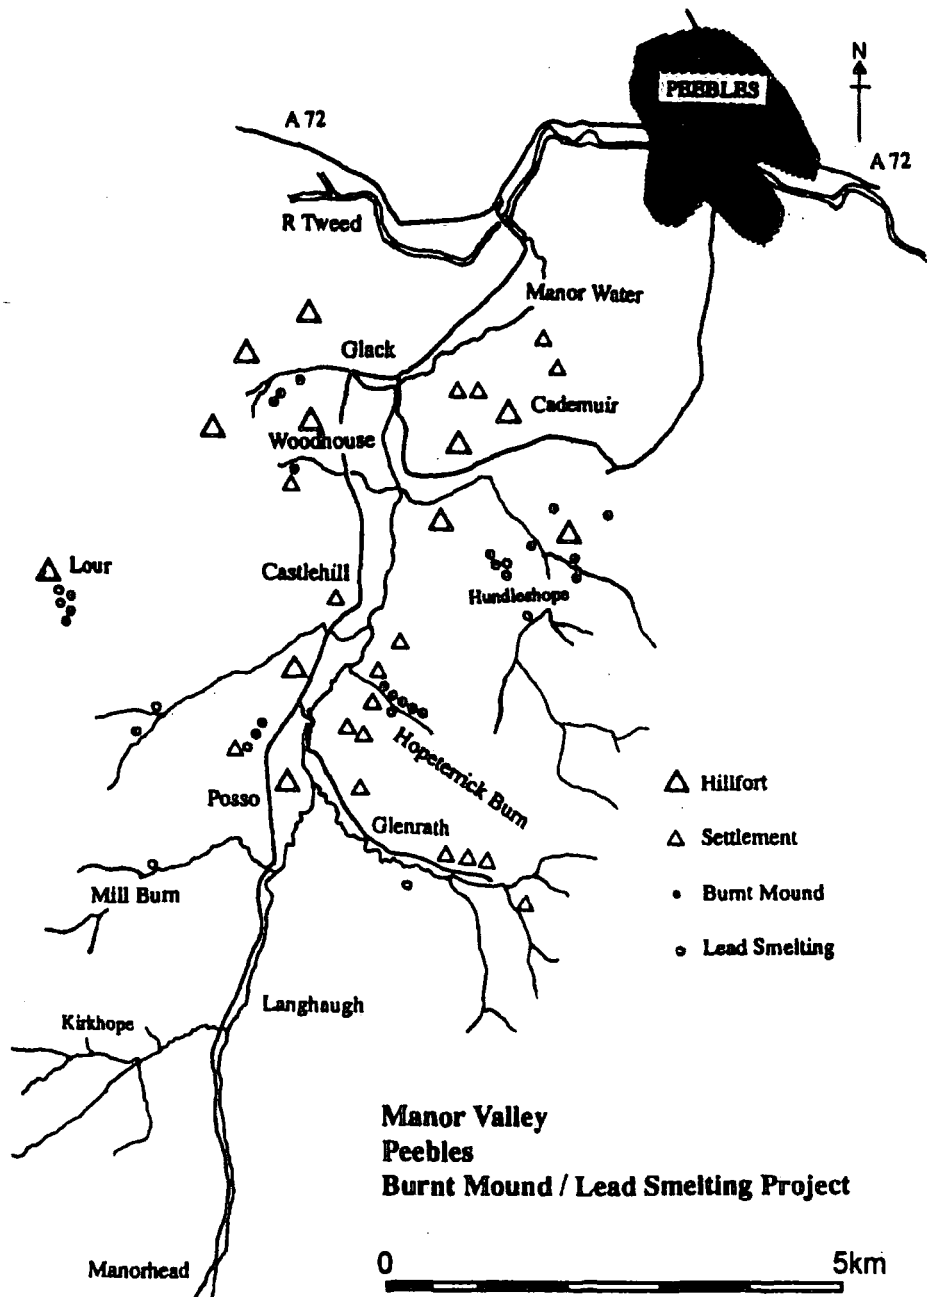 PEEBLES
N
A 72
A 72
R Tweed
Manor Water
Glack
Cademuir
Woodhouse
Lour
Castlehill
Hundleshope
Hopeterrick Burn
Posso
Glenrath
Mill Burn
Langhaugh
Kirkhope
Manorhead
Hillfort
Settlement
Burnt Mound
Lead Smelting
Manor Valley
Peebles
Burnt Mound / Lead Smelting Project
0 5km